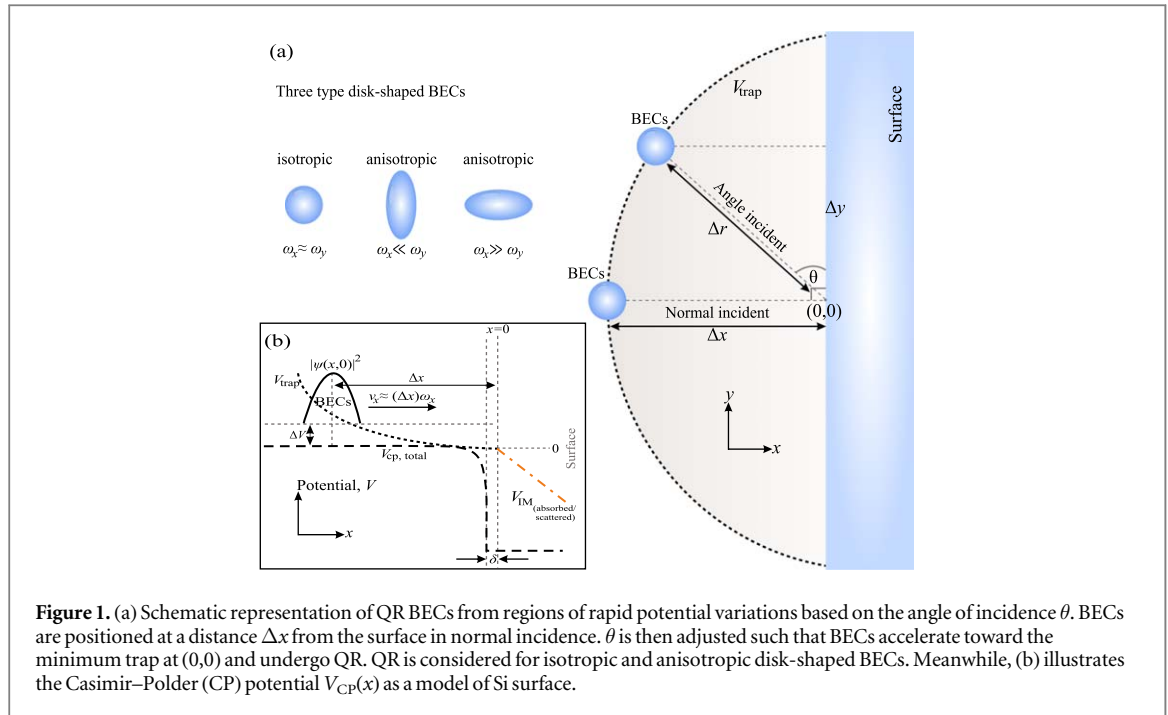 (a)
Three type disk-shaped BECs
isotropic
anisotropic
anisotropic
ωx≈ ωy
ωx≪ ωy
ωx≫ ωy
Vtrap
BECs
Surface
Angle incident
Δr
Δy
θ
BECs
(0,0)
Normal incident
Δx
y
x
(b)
x=0
|ψ(x,0)|²
Vtrap
Δx
BECs
vx≈ (Δx)ωx
ΔV
Vcp, total
0
Surface
Potential, V
VIM (absorbed/
scattered)
x
δ
Figure 1. (a) Schematic representation of QR BECs from regions of rapid potential variations based on the angle of incidence θ. BECs
are positioned at a distance Δx from the surface in normal incidence. θ is then adjusted such that BECs accelerate toward the
minimum trap at (0,0) and undergo QR. QR is considered for isotropic and anisotropic disk-shaped BECs. Meanwhile, (b) illustrates
the Casimir–Polder (CP) potential VCP(x) as a model of Si surface.